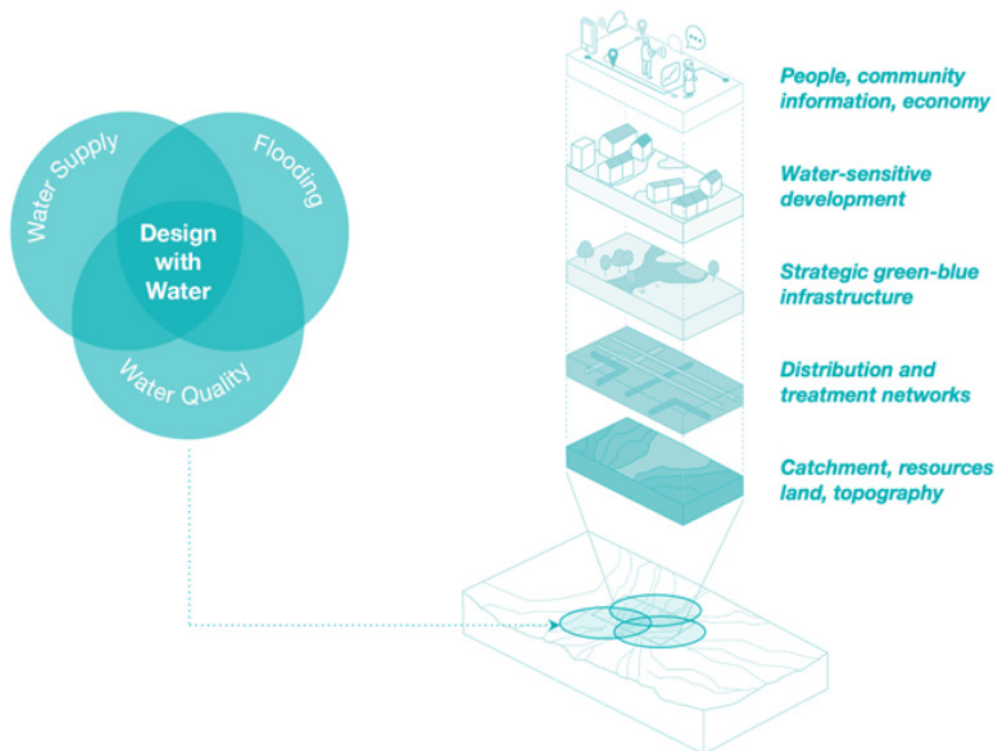 Water Supply
Flooding
Design
with
Water
Water Quality
People, community
information, economy
Water-sensitive
development
Strategic green-blue
infrastructure
Distribution and
treatment networks
Catchment, resources
land, topography